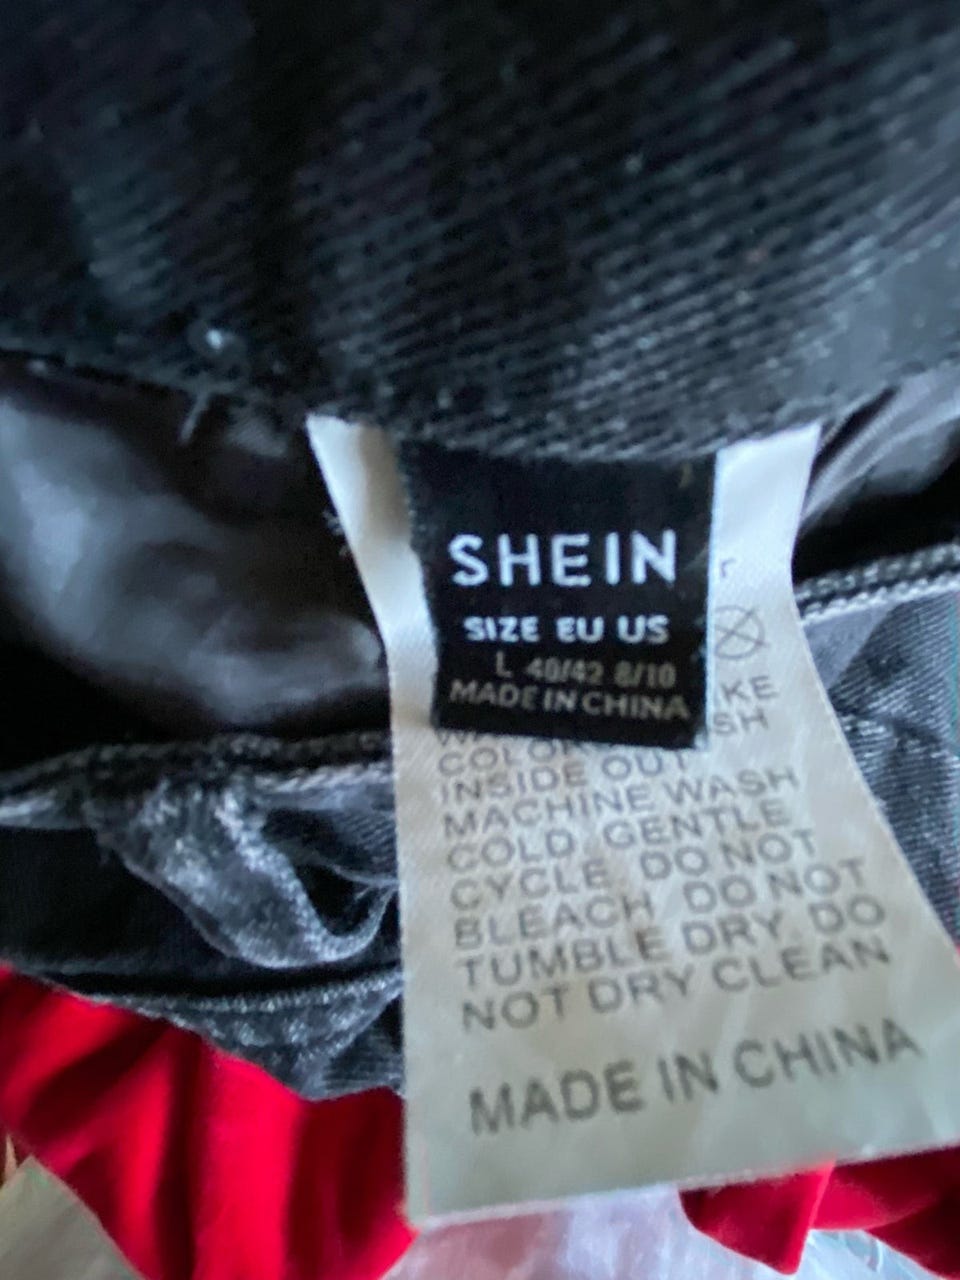 SHEIN
SIZE EU US
L 40/42 8/10
MADE IN CHINA
INSIDE OUT
MACHINE WASH
COLD, GENTLE
CYCLE DO NOT
BLEACH DO NOT
TUMBLE DRY DO
NOT DRY CLEAN
MADE IN CHINA